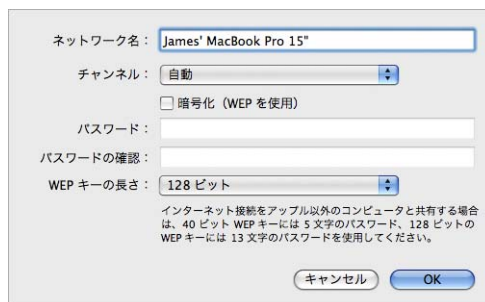 ネットワーク名： James' MacBook Pro 15"
チャンネル： 自動
暗号化（WEP を使用）
パスワード：
パスワードの確認：
WEP キーの長さ： 128 ビット
インターネット接続をアップル以外のコンピュータと共有する場合
は、40 ビット WEP キーには 5 文字のパスワード、128 ビットの
WEP キーには 13 文字のパスワードを使用してください。
キャンセル OK